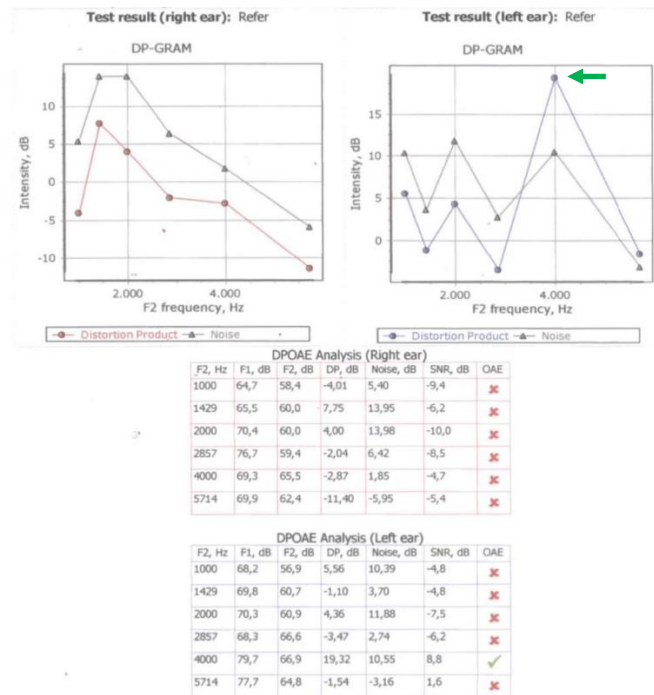 Test result (right ear): Refer
Test result (left ear): Refer
DP-GRAM
DP-GRAM
Intensity, dB
10
5
0
-5
-10
2.000
4.000
F2 frequency, Hz
Distortion Product
Noise
Intensity, dB
15
10
5
0
2.000
4.000
F2 frequency, Hz
Distortion Product
Noise
DPOAE Analysis (Right ear)
F2, Hz F1, dB F2, dB DP, dB Noise, dB SNR, dB OAE
1000 64,7 58,4 -4,01 5,40 -9,4
1429 65,5 60,0 7,75 13,95 -6,2
2000 70,4 60,0 4,00 13,98 -10,0
2857 76,7 59,4 -2,04 6,42 -8,5
4000 69,3 65,5 -2,87 1,85 -4,7
5714 69,9 62,4 -11,40 -5,95 -5,4
DPOAE Analysis (Left ear)
F2, Hz F1, dB F2, dB DP, dB Noise, dB SNR, dB OAE
1000 68,2 56,9 5,56 10,39 -4,8
1429 69,8 60,7 -1,10 3,70 -4,8
2000 70,3 60,9 4,36 11,88 -7,5
2857 68,3 66,6 -3,47 2,74 -6,2
4000 79,7 66,9 19,32 10,55 8,8
5714 77,7 64,8 -1,54 -3,16 1,6